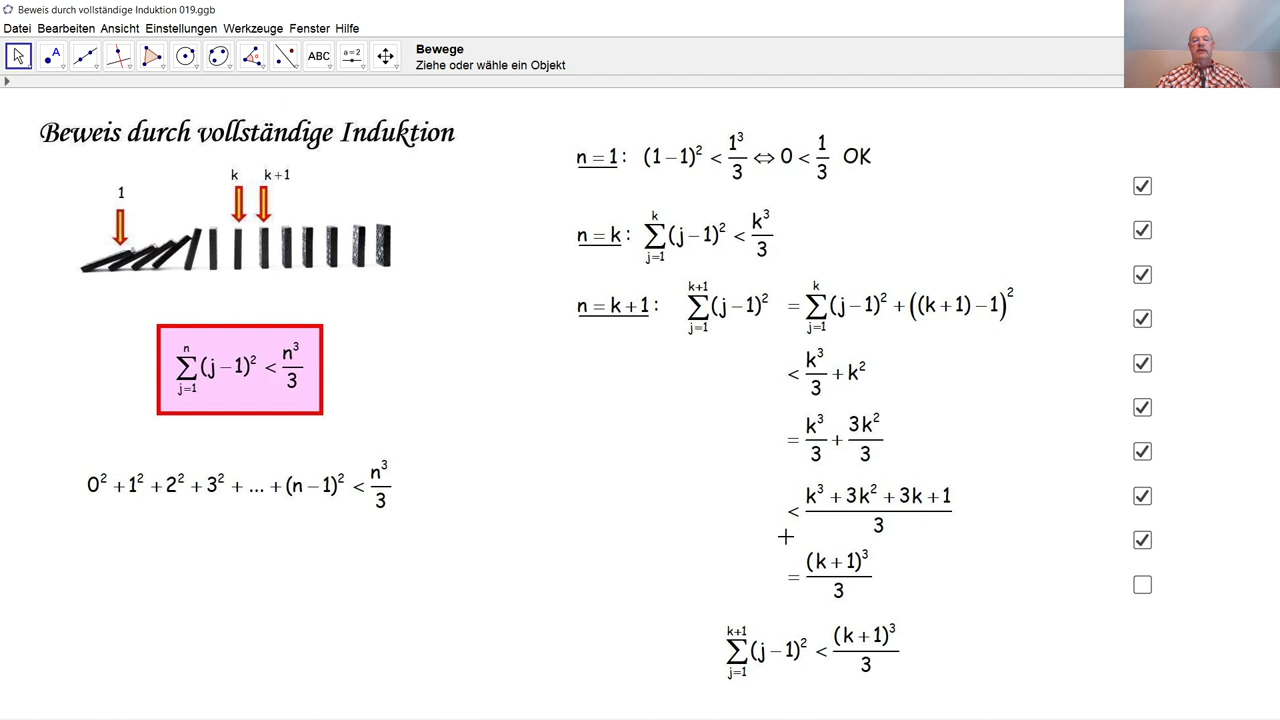 Beweis durch vollständige Induktion 019.ggb
Datei Bearbeiten Ansicht Einstellungen Werkzeuge Fenster Hilfe
A ABC a=2
Bewege
Ziehe oder wähle ein Objekt
Beweis durch vollständige Induktion
1 k k+1
∑_{j=1}^{n} (j−1)² < n³/3
0² + 1² + 2² + 3² + ... + (n−1)² < n³/3
n = 1: (1−1)² < 1³/3 ⇔ 0 < 1/3 OK
n = k: ∑_{j=1}^{k} (j−1)² < k³/3
n = k+1: ∑_{j=1}^{k+1} (j−1)² = ∑_{j=1}^{k} (j−1)² + ((k+1)−1)²
< k³/3 + k²
= k³/3 + 3k²/3
< (k³ + 3k² + 3k + 1)/3
= (k+1)³/3
∑_{j=1}^{k+1} (j−1)² < (k+1)³/3